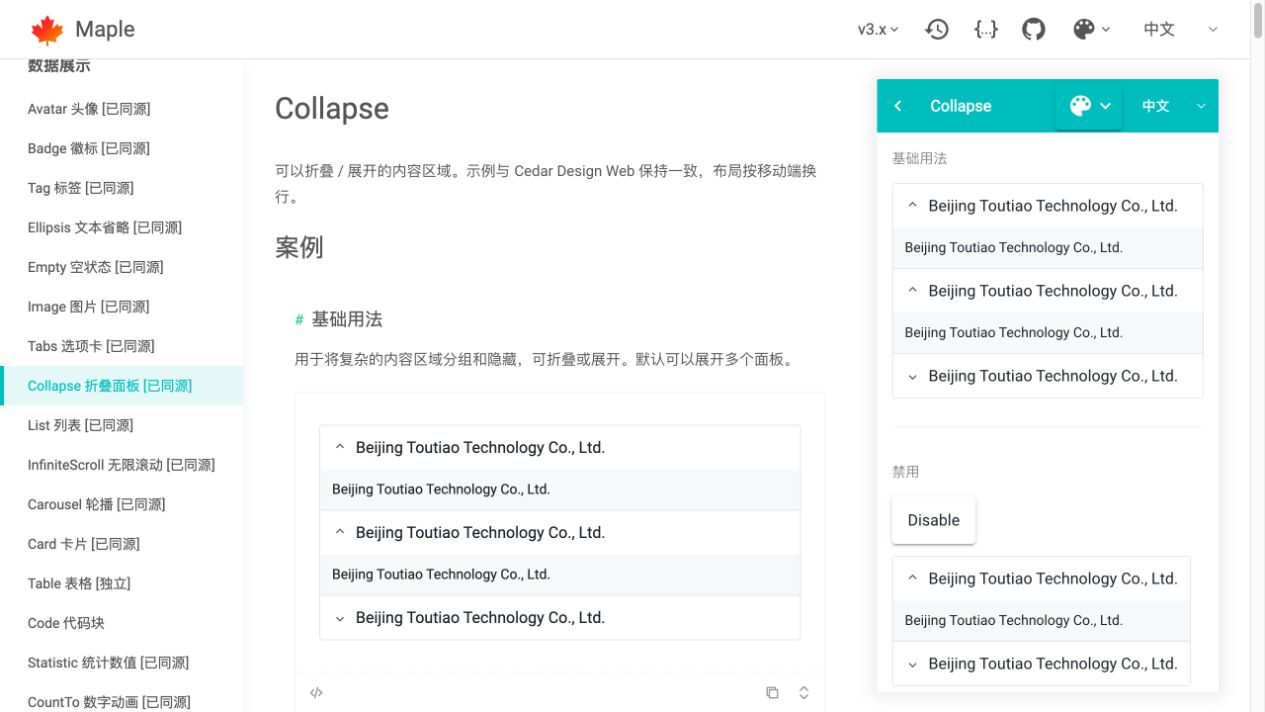 Maple
v3.x
{...}
中文
数据展示
Avatar 头像 [已同源]
Badge 徽标 [已同源]
Tag 标签 [已同源]
Ellipsis 文本省略 [已同源]
Empty 空状态 [已同源]
Image 图片 [已同源]
Tabs 选项卡 [已同源]
Collapse 折叠面板 [已同源]
List 列表 [已同源]
InfiniteScroll 无限滚动 [已同源]
Carousel 轮播 [已同源]
Card 卡片 [已同源]
Table 表格 [独立]
Code 代码块
Statistic 统计数值 [已同源]
CountTo 数字动画 [已同源]
Collapse
可以折叠 / 展开的内容区域。示例与 Cedar Design Web 保持一致，布局按移动端换
行。
案例
# 基础用法
用于将复杂的内容区域分组和隐藏，可折叠或展开。默认可以展开多个面板。
Beijing Toutiao Technology Co., Ltd.
Beijing Toutiao Technology Co., Ltd.
Beijing Toutiao Technology Co., Ltd.
Beijing Toutiao Technology Co., Ltd.
Beijing Toutiao Technology Co., Ltd.
Collapse
中文
基础用法
Beijing Toutiao Technology Co., Ltd.
Beijing Toutiao Technology Co., Ltd.
Beijing Toutiao Technology Co., Ltd.
Beijing Toutiao Technology Co., Ltd.
Beijing Toutiao Technology Co., Ltd.
禁用
Disable
Beijing Toutiao Technology Co., Ltd.
Beijing Toutiao Technology Co., Ltd.
Beijing Toutiao Technology Co., Ltd.